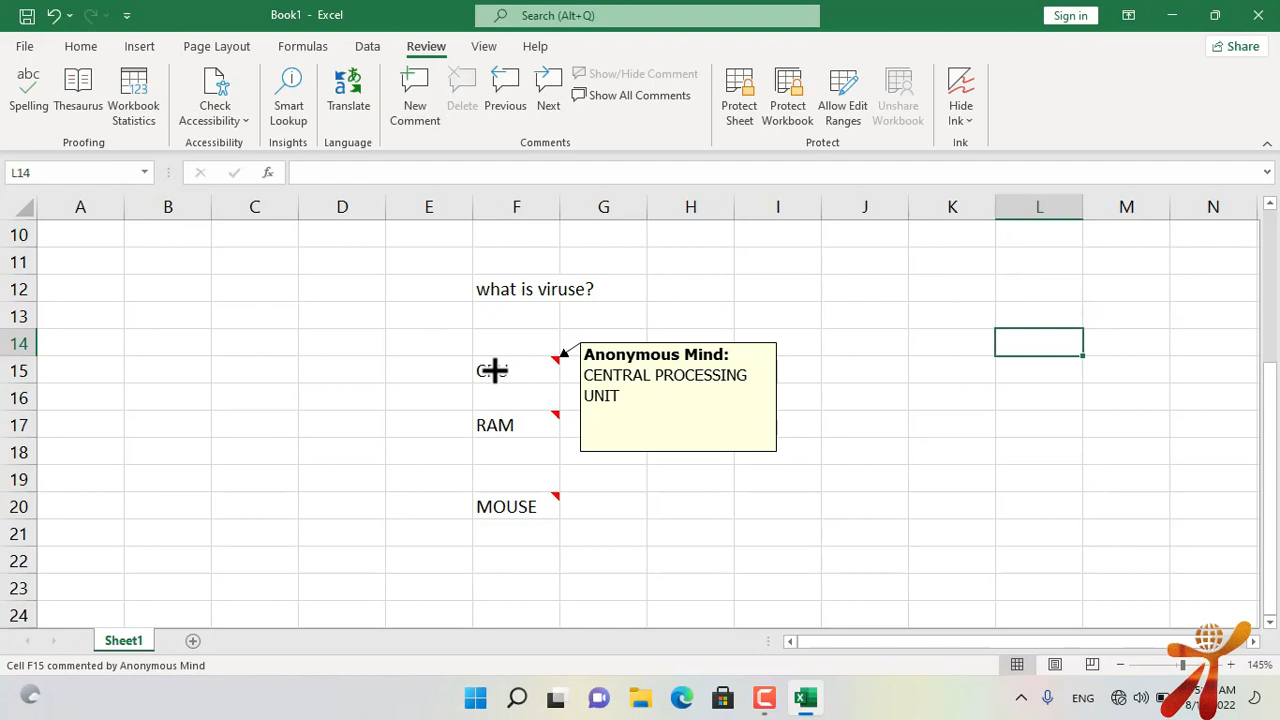 Book1 - Excel
Search (Alt+Q)
Sign in
File Home Insert Page Layout Formulas Data Review View Help
Share
abc
123
Spelling
Thesaurus
Workbook Statistics
Check Accessibility
Smart Lookup
Translate
New Comment
Delete
Previous
Next
Show/Hide Comment
Show All Comments
Protect Sheet
Protect Workbook
Allow Edit Ranges
Unshare Workbook
Hide Ink
Proofing Accessibility Insights Language Comments Protect Ink
L14
fx
A B C D E F G H I J K L M N
10
11
12 what is viruse?
13
14
Anonymous Mind:
CENTRAL PROCESSING
UNIT
15
16
17 RAM
18
19
20 MOUSE
21
22
23
24
Sheet1
Cell F15 commented by Anonymous Mind
145%
ENG